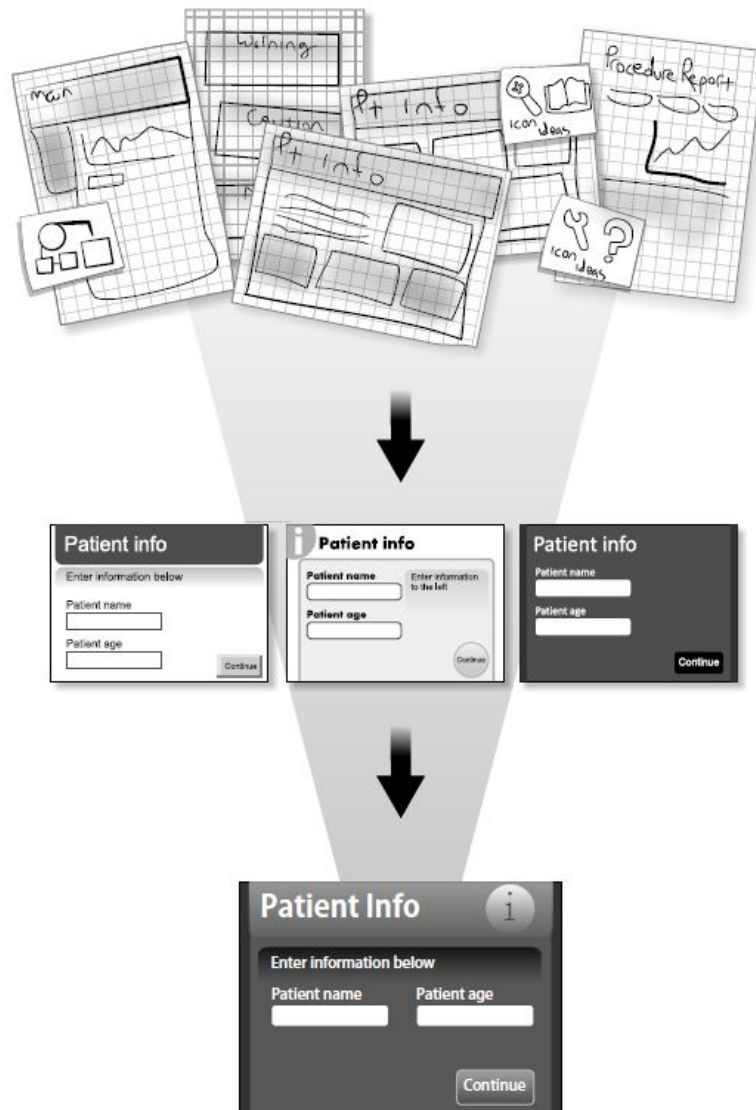 Main
Warning
Caution
Pt Info
Pt Info
icon
ideas
Procedure Report
icon
ideas
Patient info
Enter information below
Patient name
Patient age
Continue
i
Patient info
Patient name
Enter information
to the left
Patient age
Continue
Patient info
Patient name
Patient age
Continue
Patient Info
i
Enter information below
Patient name Patient age
Continue